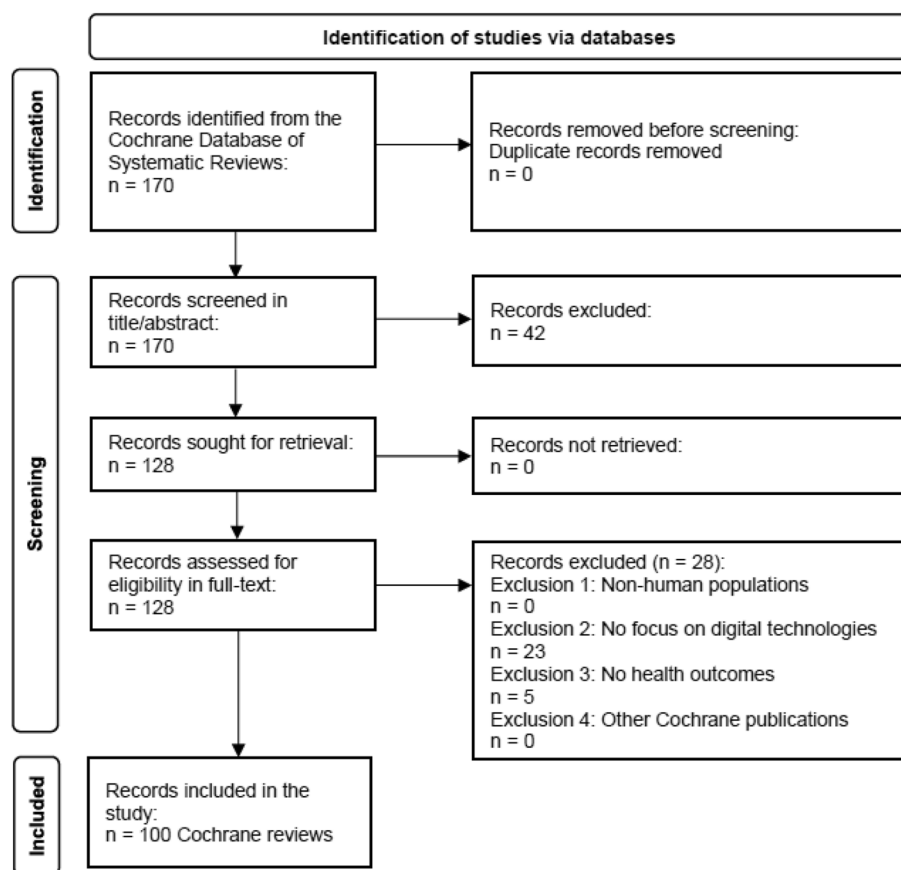 Identification of studies via databases
Identification
Records identified from the
Cochrane Database of
Systematic Reviews:
n = 170
Records removed before screening:
Duplicate records removed
n = 0
Screening
Records screened in
title/abstract:
n = 170
Records excluded:
n = 42
Records sought for retrieval:
n = 128
Records not retrieved:
n = 0
Records assessed for
eligibility in full-text:
n = 128
Records excluded (n = 28):
Exclusion 1: Non-human populations
n = 0
Exclusion 2: No focus on digital technologies
n = 23
Exclusion 3: No health outcomes
n = 5
Exclusion 4: Other Cochrane publications
n = 0
Included
Records included in the
study:
n = 100 Cochrane reviews